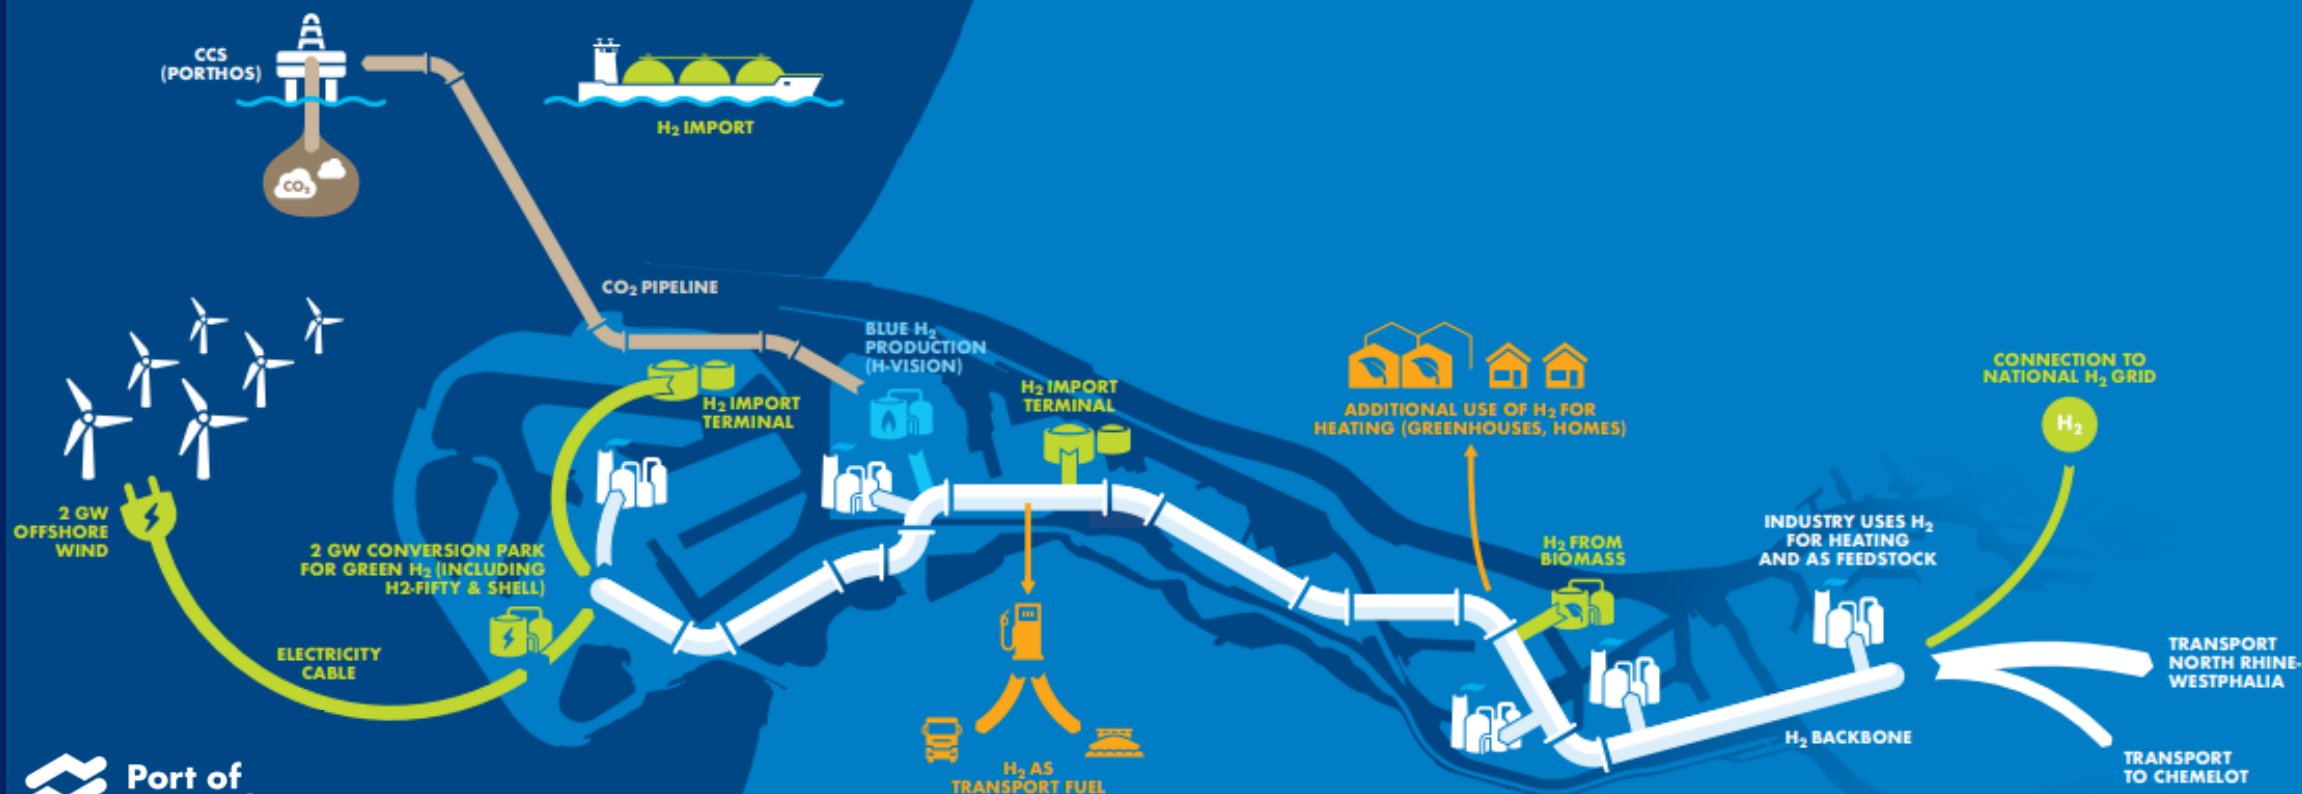 CCS
(PORTHOS)
CO₂
H₂ IMPORT
CO₂ PIPELINE
BLUE H₂
PRODUCTION
(H-VISION)
H₂ IMPORT
TERMINAL
H₂ IMPORT
TERMINAL
ADDITIONAL USE OF H₂ FOR
HEATING (GREENHOUSES, HOMES)
CONNECTION TO
NATIONAL H₂ GRID
H₂
2 GW
OFFSHORE
WIND
2 GW CONVERSION PARK
FOR GREEN H₂ (INCLUDING
H2-FIFTY & SHELL)
H₂ FROM
BIOMASS
INDUSTRY USES H₂
FOR HEATING
AND AS FEEDSTOCK
ELECTRICITY
CABLE
TRANSPORT
NORTH RHINE-
WESTPHALIA
H₂ BACKBONE
TRANSPORT
TO CHEMELOT
H₂ AS
TRANSPORT FUEL
Port of